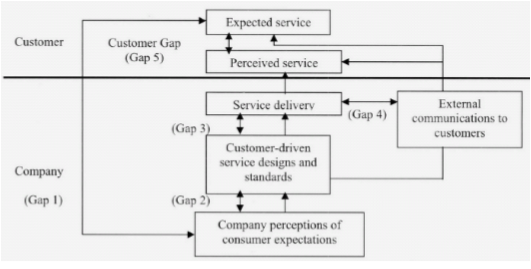 Expected service
Customer
Customer Gap
(Gap 5)
Perceived service
Service delivery
External
communications to
customers
(Gap 4)
(Gap 3)
Customer-driven
service designs and
standards
Company
(Gap 1)
(Gap 2)
Company perceptions of
consumer expectations